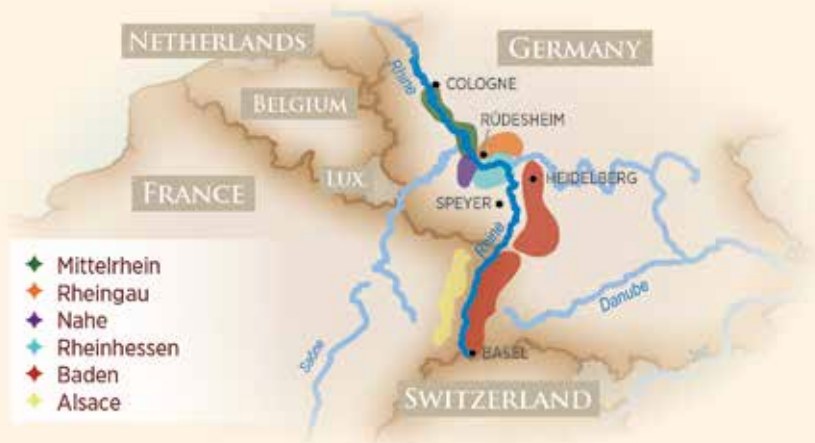 NETHERLANDS
GERMANY
Rhine
COLOGNE
BELGIUM
RÜDESHEIM
LUX.
HEIDELBERG
FRANCE
SPEYER
Rhine
Mittelrhein
Rheingau
Nahe
Rheinhessen
Baden
Alsace
Danube
Saône
BASEL
SWITZERLAND